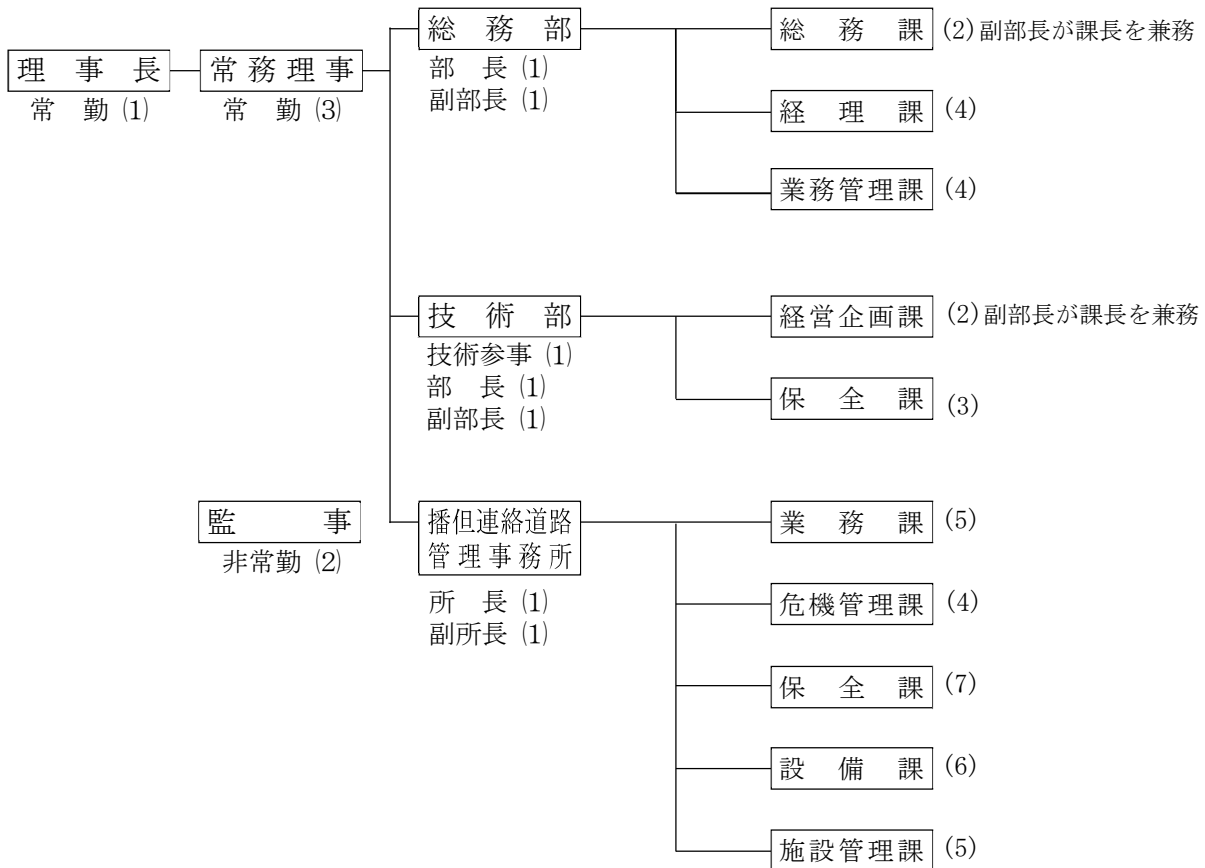 理事長
常 勤 (1)
常務理事
常 勤 (3)
総務部
部 長 (1)
副部長 (1)
総務課 (2)副部長が課長を兼務
経理課 (4)
業務管理課 (4)
技術部
技術参事 (1)
部 長 (1)
副部長 (1)
経営企画課 (2)副部長が課長を兼務
保全課 (3)
監事
非常勤 (2)
播但連絡道路
管理事務所
所 長 (1)
副所長 (1)
業務課 (5)
危機管理課 (4)
保全課 (7)
設備課 (6)
施設管理課 (5)